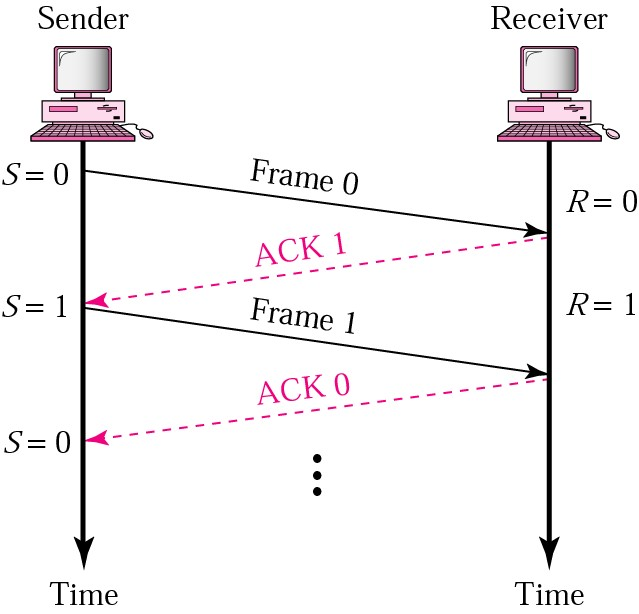 Sender
Receiver
S = 0
Frame 0
R = 0
ACK 1
S = 1
Frame 1
R = 1
ACK 0
S = 0
Time
Time